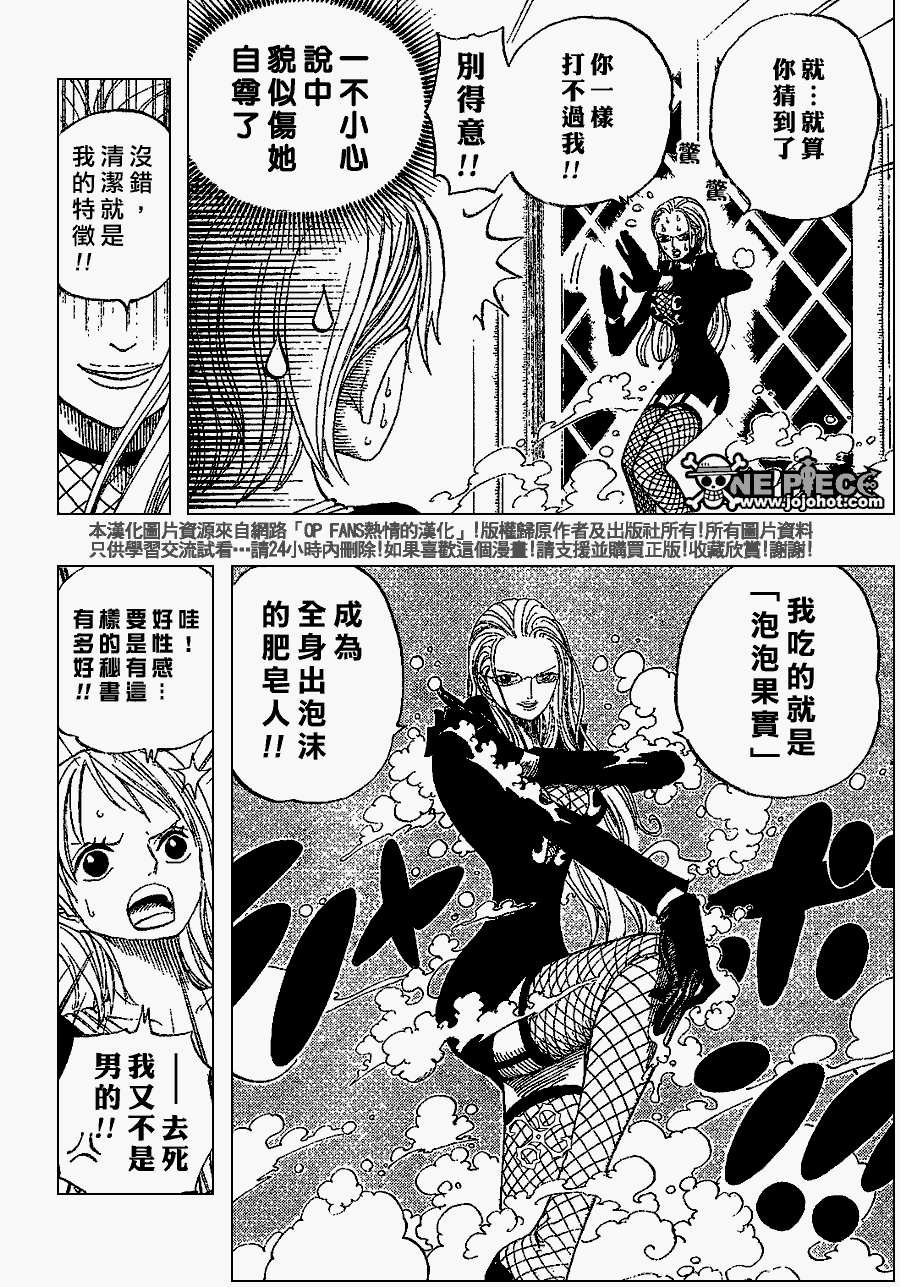 就…就算
你猜到了
你一樣
打不過我!!
別得意!!
驚
驚
一不小心
說中
貌似傷她
自尊了
沒錯，
清潔就是
我的特徵!!
ONE PIECE
www.jojohot.com
本漢化圖片資源來自網路「OP FANS熱情的漢化」!版權歸原作者及出版社所有!所有圖片資料
只供學習交流試看…請24小時內刪除!如果喜歡這個漫畫!請支援並購買正版!收藏欣賞!謝謝!
我吃的就是
「泡泡果實」
成為
全身出泡沫
的肥皂人!!
哇!
好性感…
要是有這
樣的秘書
有多好!!
——去死
我又不是
男的!!